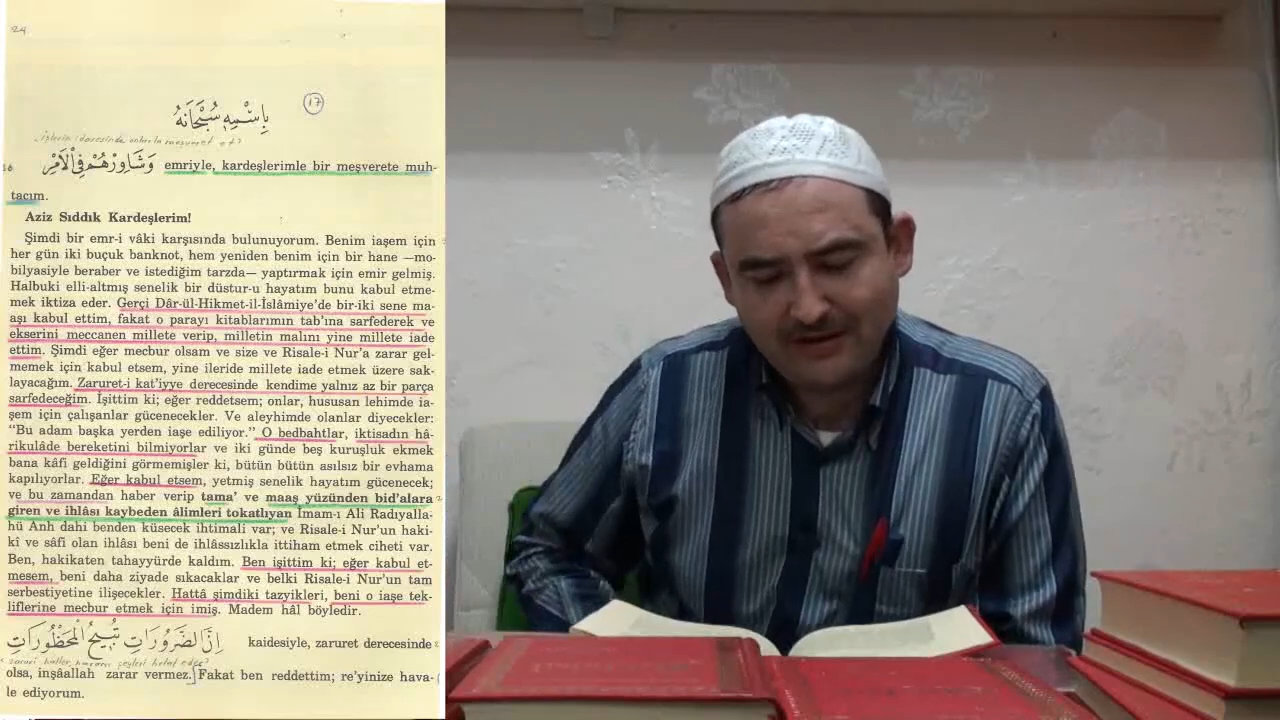 24
17
بِاسْمِهِ سُبْحَانَهُ
işlerin idaresinde onlarla meşveret et?
وَشَاوِرْهُمْ فِى الْاَمْرِ emriyle, kardeşlerimle bir meşverete muh-
tacım.
Aziz Sıddık Kardeşlerim!
Şimdi bir emr-i vâki karşısında bulunuyorum. Benim iaşem için
her gün iki buçuk banknot, hem yeniden benim için bir hane —mo-
bilyasiyle beraber ve istediğim tarzda— yaptırmak için emir gelmiş.
Halbuki elli-altmış senelik bir düstur-u hayatım bunu kabul etme-
mek iktiza eder. Gerçi Dâr-ül-Hikmet-il-İslâmiye'de bir-iki sene ma-
aşı kabul ettim, fakat o parayı kitablarımın tab'ına sarfederek ve
ekserini meccanen millete verip, milletin malını yine millete iade
ettim. Şimdi eğer mecbur olsam ve size ve Risale-i Nur'a zarar gel-
memek için kabul etsem, yine ileride millete iade etmek üzere sak-
layacağım. Zaruret-i kat'iyye derecesinde kendime yalnız az bir parça
sarfedeceğim. İşittim ki; eğer reddetsem; onlar, hususan lehimde ia-
şem için çalışanlar gücenecekler. Ve aleyhimde olanlar diyecekler:
"Bu adam başka yerden iaşe ediliyor." O bedbahtlar, iktisadın hâ-
rikulâde bereketini bilmiyorlar ve iki günde beş kuruşluk ekmek
bana kâfi geldiğini görmemişler ki, bütün bütün asılsız bir evhama
kapılıyorlar. Eğer kabul etsem, yetmiş senelik hayatım gücenecek;
ve bu zamandan haber verip tama' ve maaş yüzünden bid'alara
giren ve ihlâsı kaybeden âlimleri tokatlıyan İmam-ı Ali Radıyalla-
hü Anh dahi benden küsecek ihtimali var; ve Risale-i Nur'un haki-
kî ve sâfi olan ihlâsı beni de ihlâssızlıkla ittiham etmek ciheti var.
Ben, hakikaten tahayyürde kaldım. Ben işittim ki; eğer kabul et-
mesem, beni daha ziyade sıkacaklar ve belki Risale-i Nur'un tam
serbestiyetine ilişecekler. Hattâ şimdiki tazyikleri, beni o iaşe tek-
liflerine mecbur etmek için imiş. Madem hâl böyledir.
اِنَّ الضَّرُورَاتِ تُبِيحُ الْمَحْظُورَاتِ kaidesiyle, zaruret derecesinde
zaruri haller, haram şeyleri helal eder?
olsa, inşâallah zarar vermez.] Fakat ben reddettim; re'yinize hava-
le ediyorum.